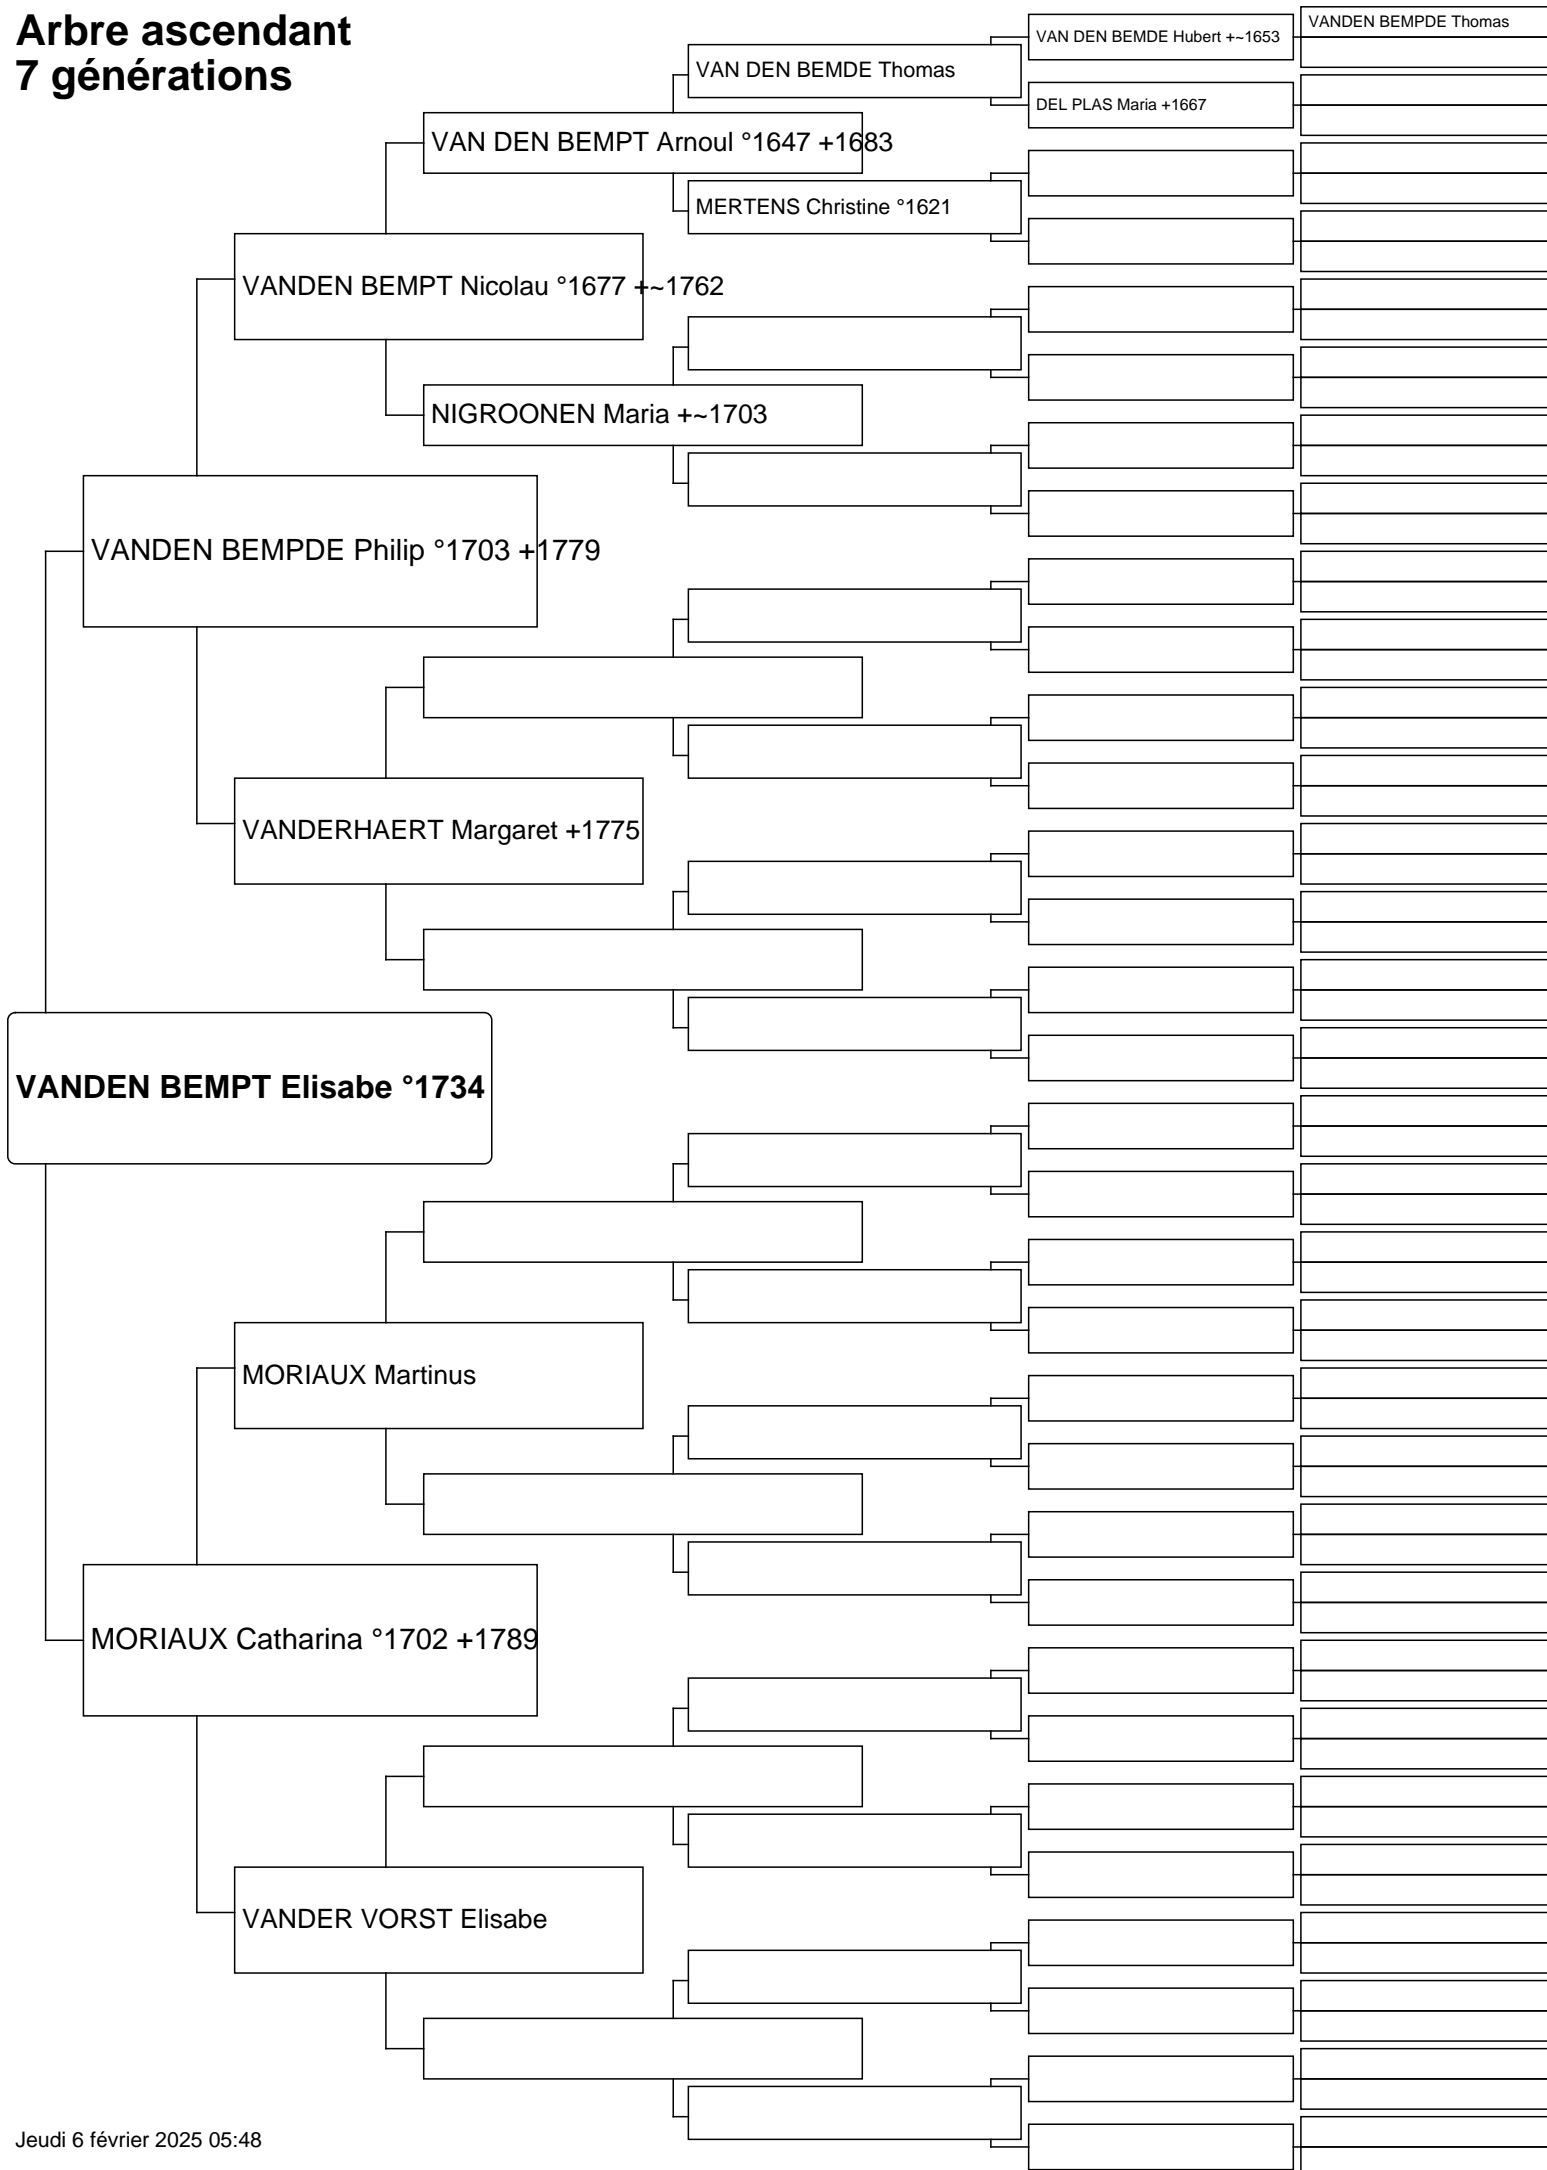 Arbre ascendant
7 générations
VANDEN BEMPDE Thomas
VAN DEN BEMDE Hubert +~1653
VAN DEN BEMDE Thomas
DEL PLAS Maria +1667
VAN DEN BEMPT Arnoul °1647 +1683
MERTENS Christine °1621
VANDEN BEMPT Nicolau °1677 +~1762
NIGROONEN Maria +~1703
VANDEN BEMPDE Philip °1703 +1779
VANDERHAERT Margaret +1775
VANDEN BEMPT Elisabe °1734
MORIAUX Martinus
MORIAUX Catharina °1702 +1789
VANDER VORST Elisabe
Jeudi 6 février 2025 05:48